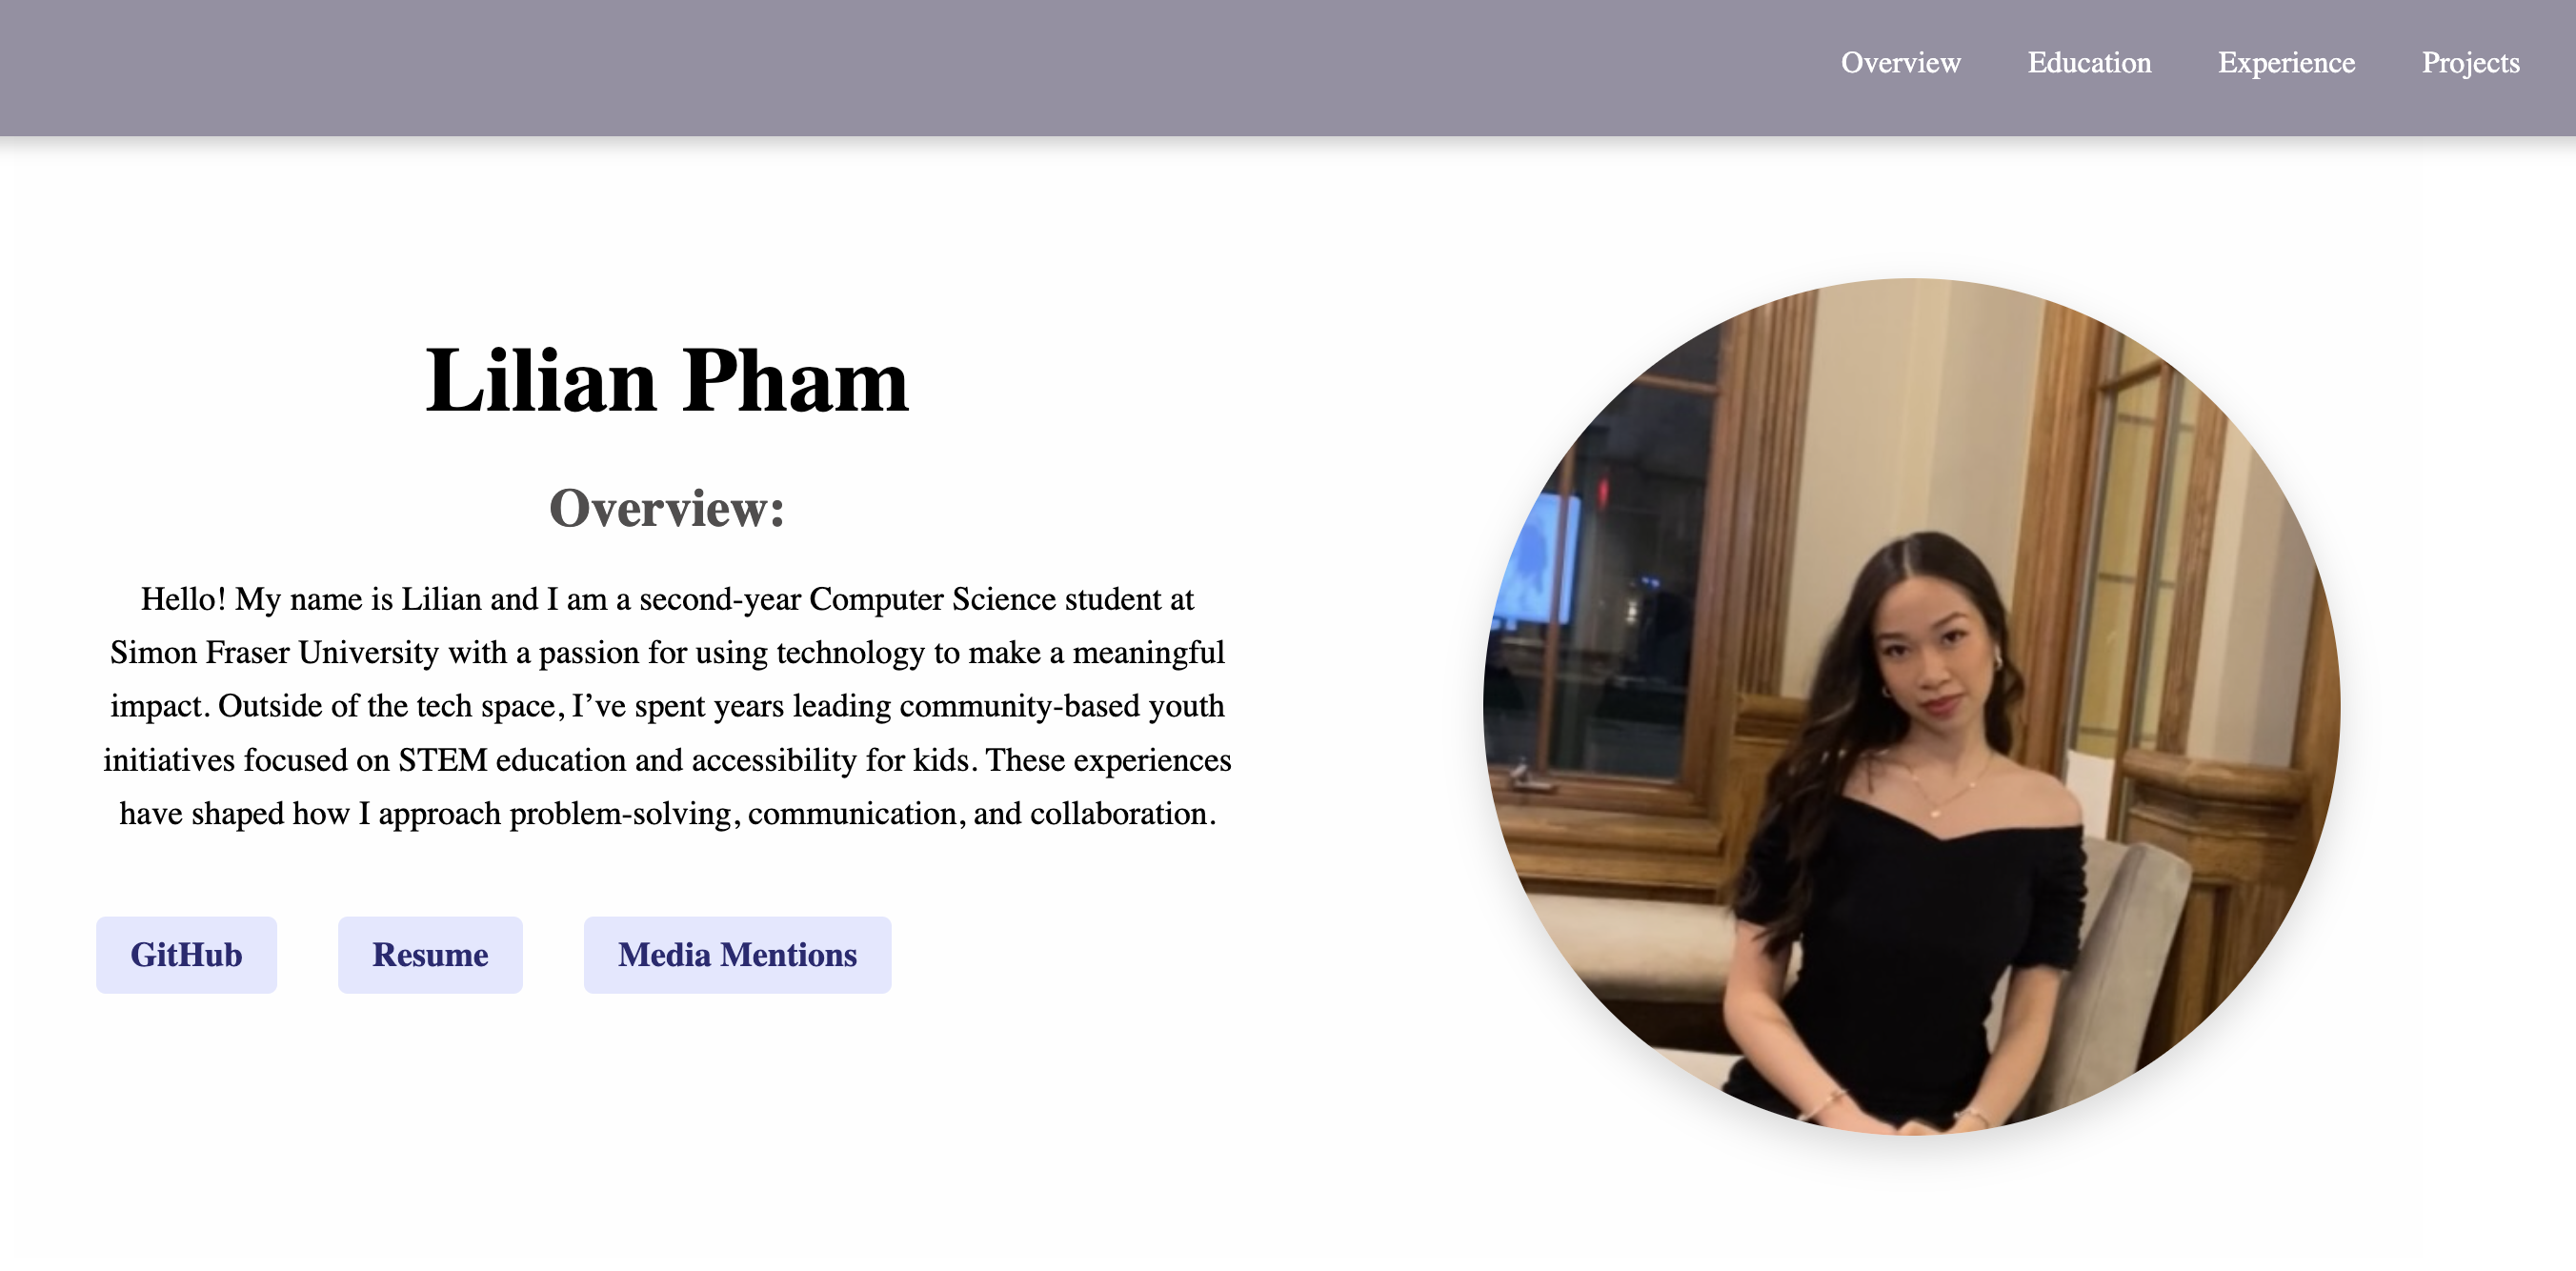 Overview Education Experience Projects
Lilian Pham
Overview:
Hello! My name is Lilian and I am a second-year Computer Science student at
Simon Fraser University with a passion for using technology to make a meaningful
impact. Outside of the tech space, I’ve spent years leading community-based youth
initiatives focused on STEM education and accessibility for kids. These experiences
have shaped how I approach problem-solving, communication, and collaboration.
GitHub Resume Media Mentions